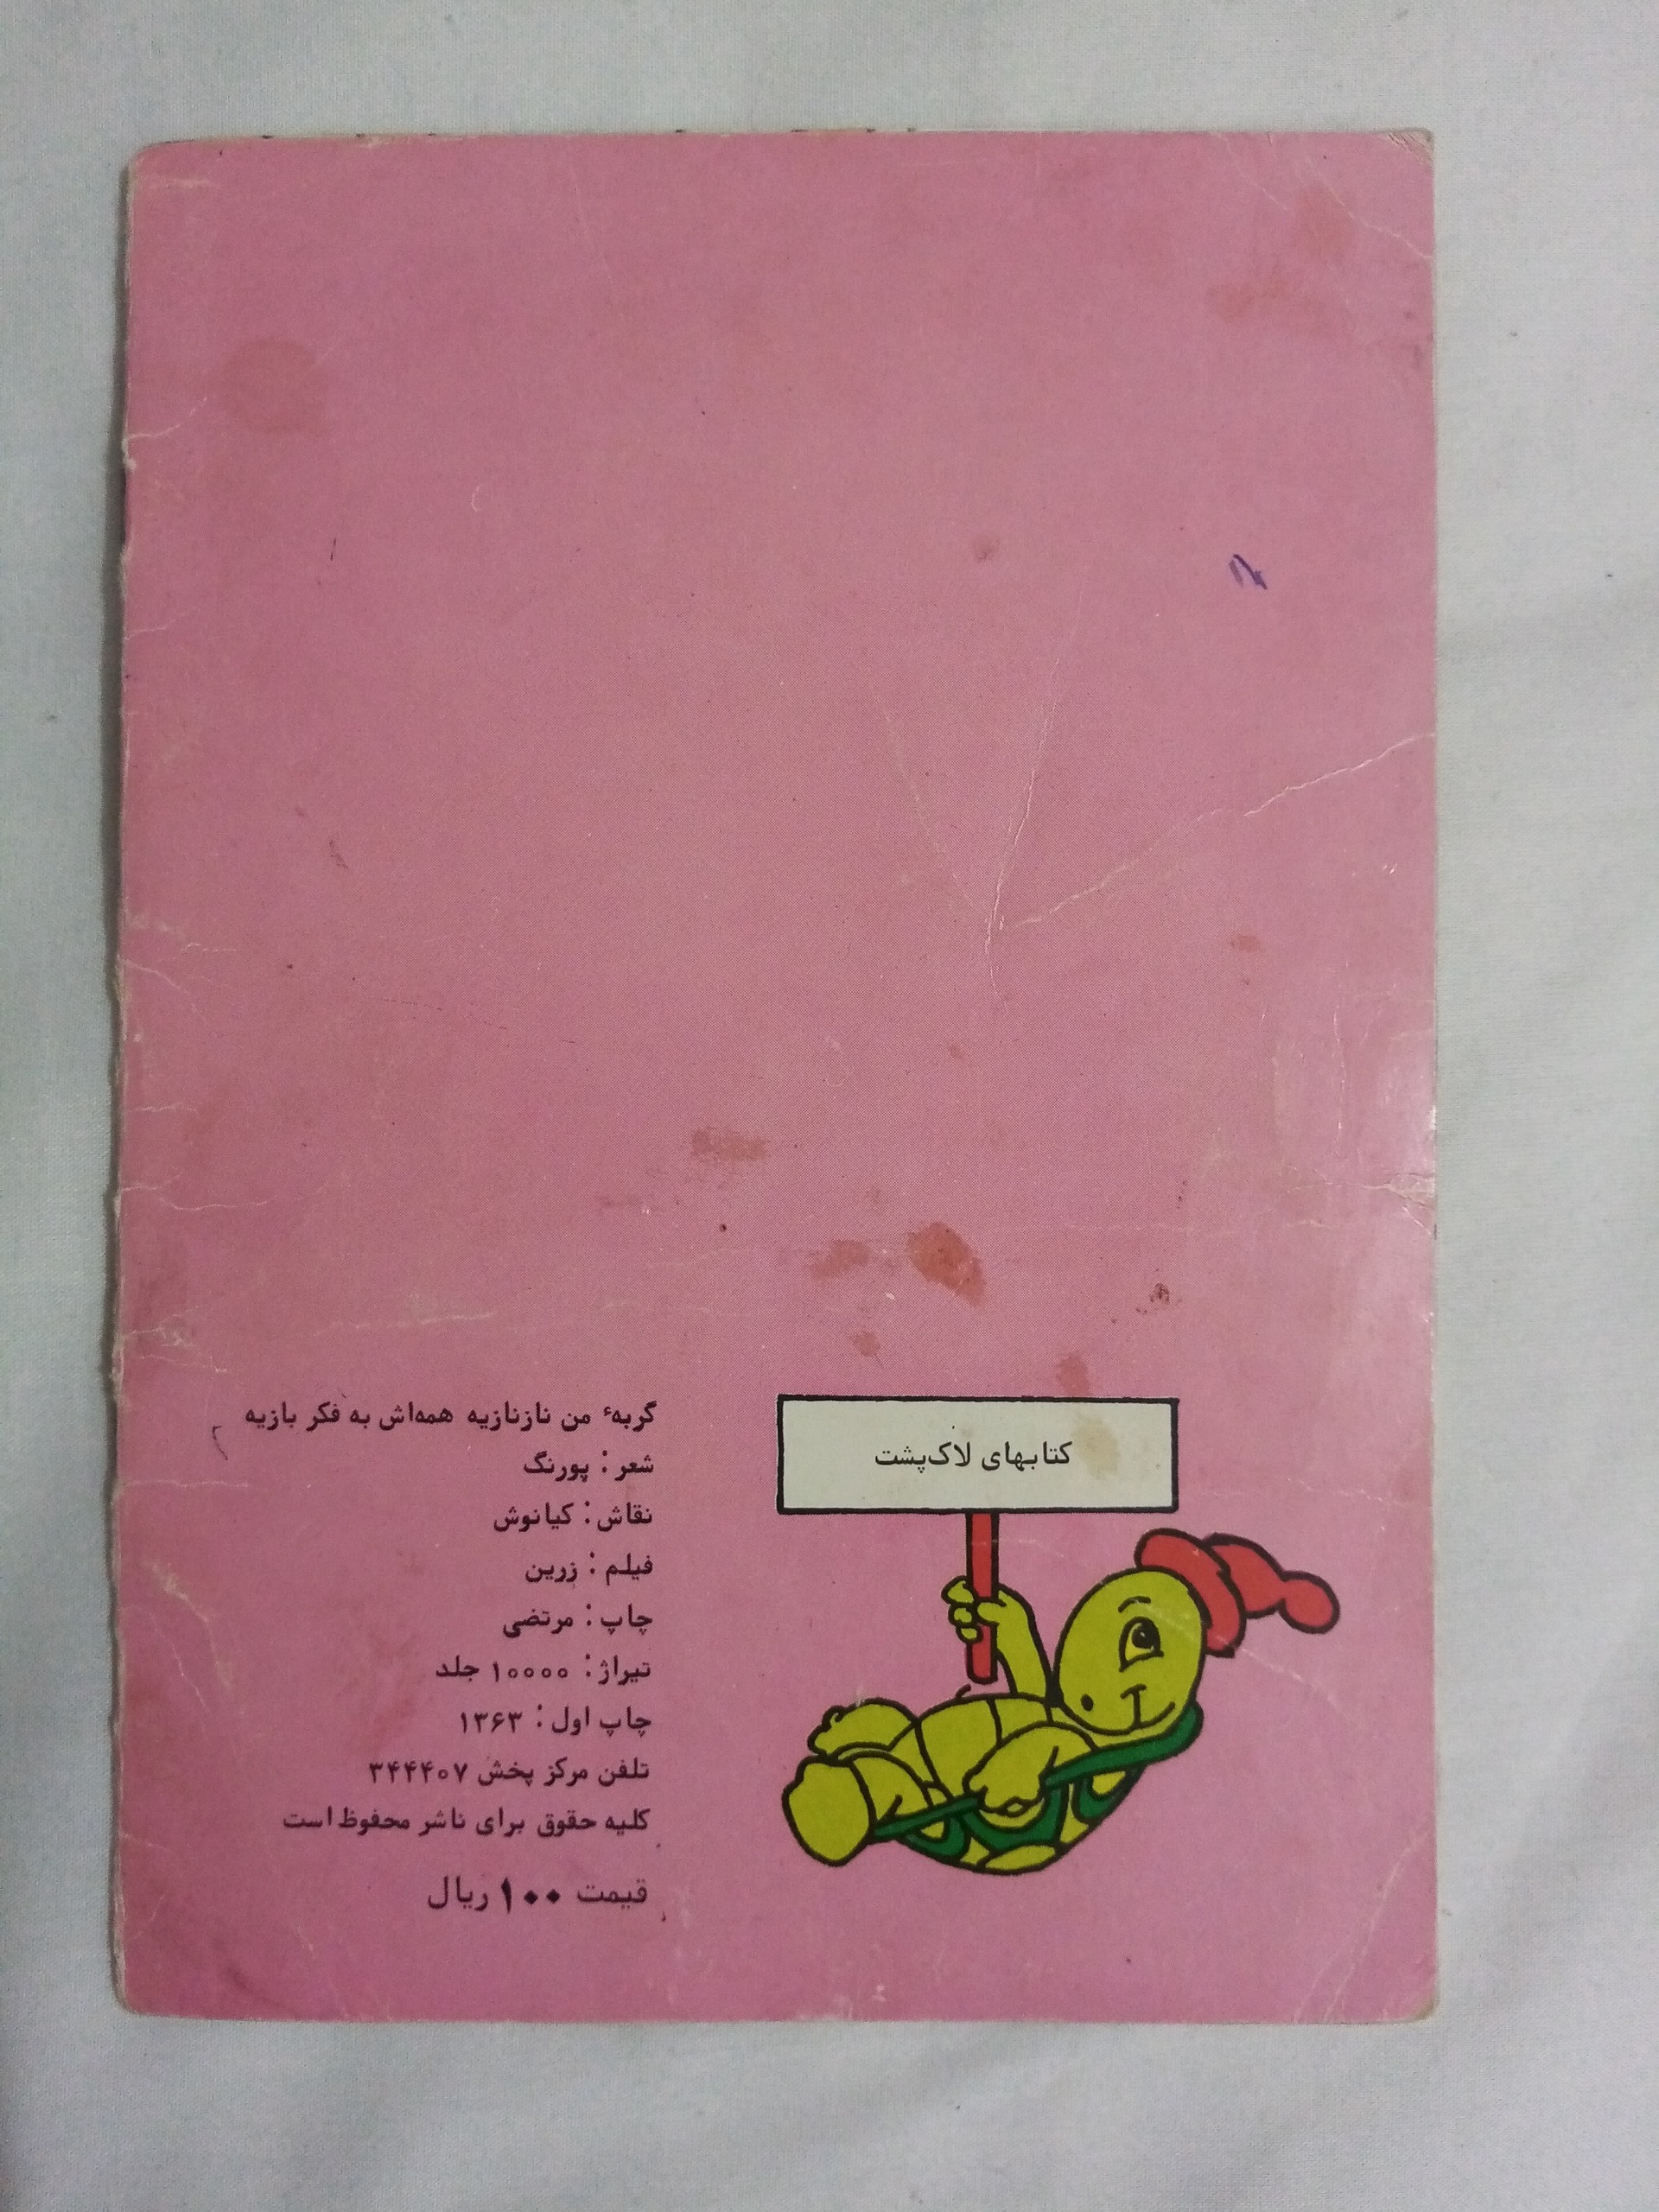 کتابهای لاک‌پشت
گربهٔ من نازنازیه همه‌اش به فکر بازیه
شعر: پورنگ
نقاش: کیانوش
فیلم: زرین
چاپ: مرتضی
تیراژ: ۱۰۰۰۰ جلد
چاپ اول: ۱۳۶۳
تلفن مرکز پخش ۳۴۴۴۰۷
کلیه حقوق برای ناشر محفوظ است
قیمت ۱۰۰ ریال